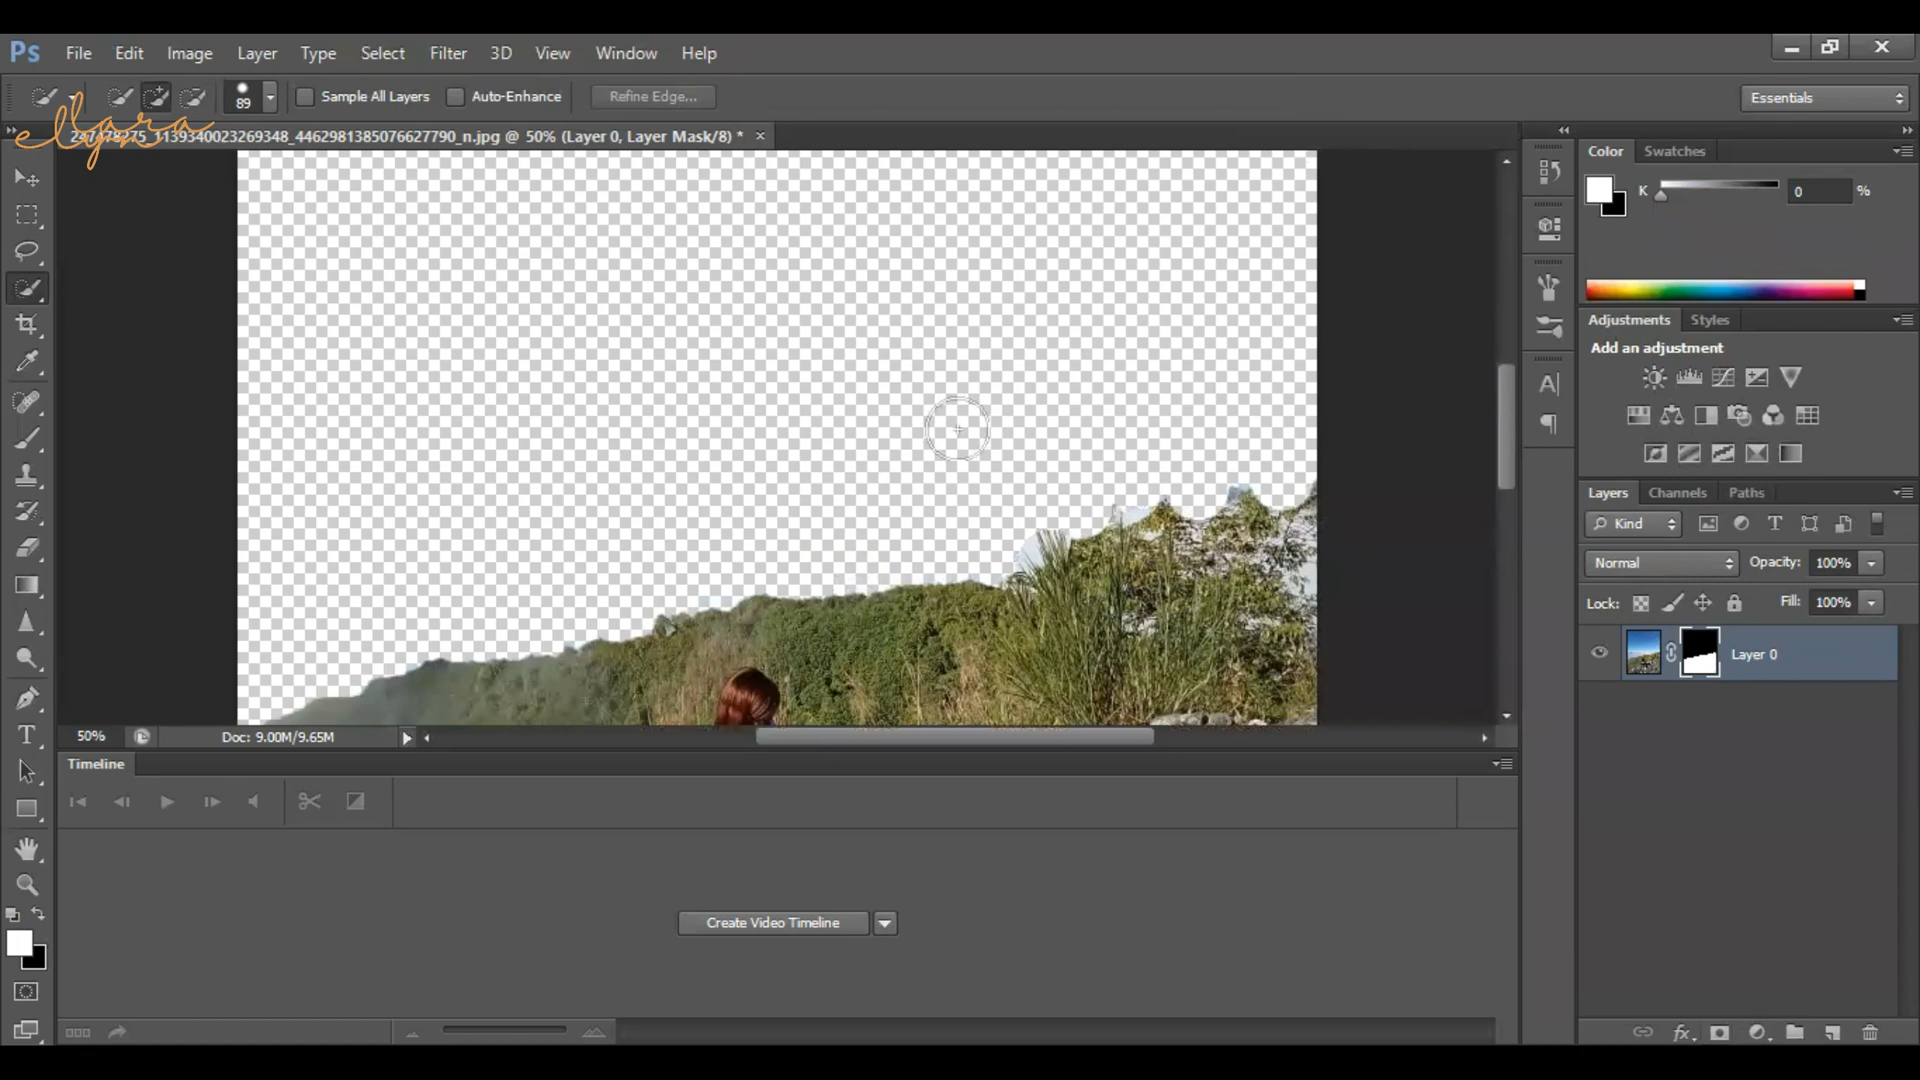 Ps File Edit Image Layer Type Select Filter 3D View Window Help
89 Sample All Layers Auto-Enhance Refine Edge... Essentials
elyara
_1139340023269348_4462981385076627790_n.jpg @ 50% (Layer 0, Layer Mask/8) *
Color Swatches
K 0 %
Adjustments Styles
Add an adjustment
Layers Channels Paths
Kind
Normal Opacity: 100%
Lock: Fill: 100%
Layer 0
50% Doc: 9.00M/9.65M
Timeline
Create Video Timeline